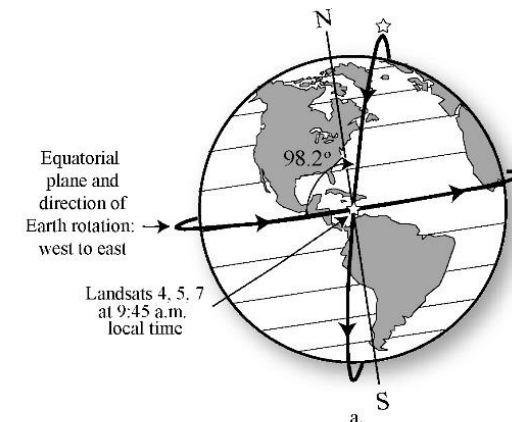 N
98.2°
Equatorial
plane and
direction of
Earth rotation:
west to east
Landsats 4, 5, 7
at 9:45 a.m.
local time
S
a.